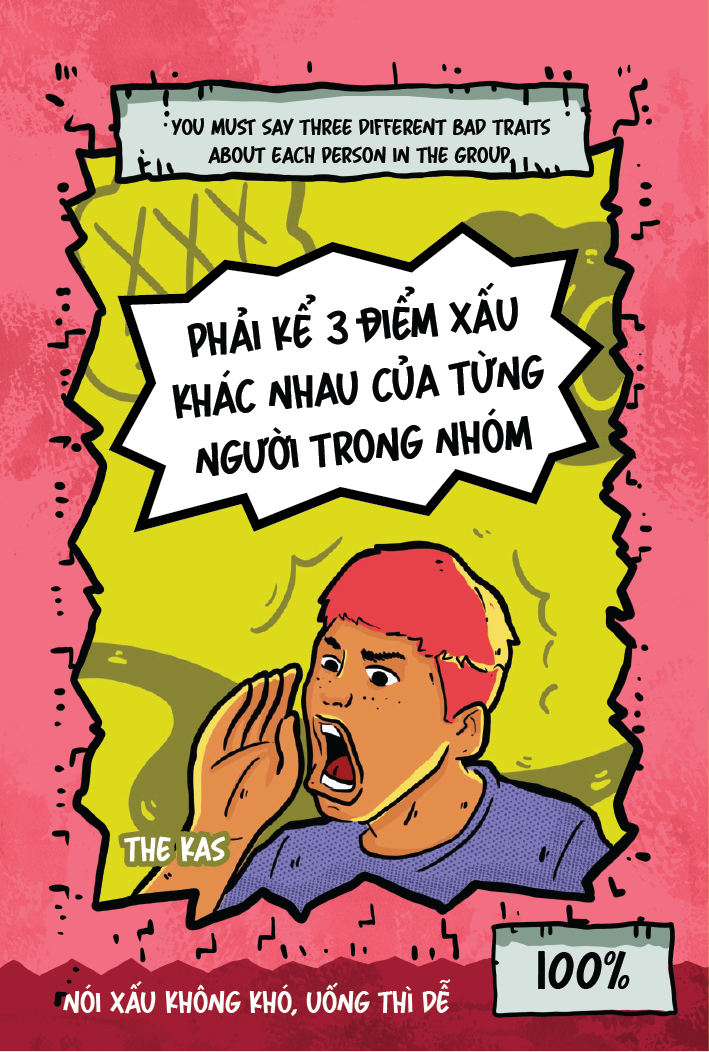 YOU MUST SAY THREE DIFFERENT BAD TRAITS
ABOUT EACH PERSON IN THE GROUP
PHẢI KỂ 3 ĐIỂM XẤU
KHÁC NHAU CỦA TỪNG
NGƯỜI TRONG NHÓM
THE KAS
100%
NÓI XẤU KHÔNG KHÓ, UỐNG THÌ DỄ